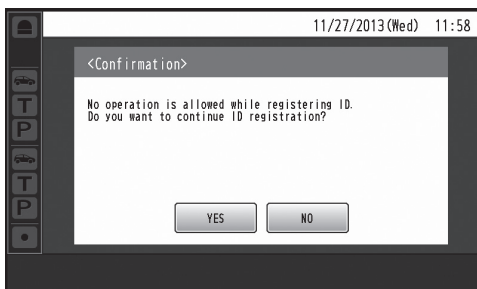 11/27/2013(Wed) 11:58
<Confirmation>
No operation is allowed while registering ID.
Do you want to continue ID registration?
T
P
T
P
YES NO